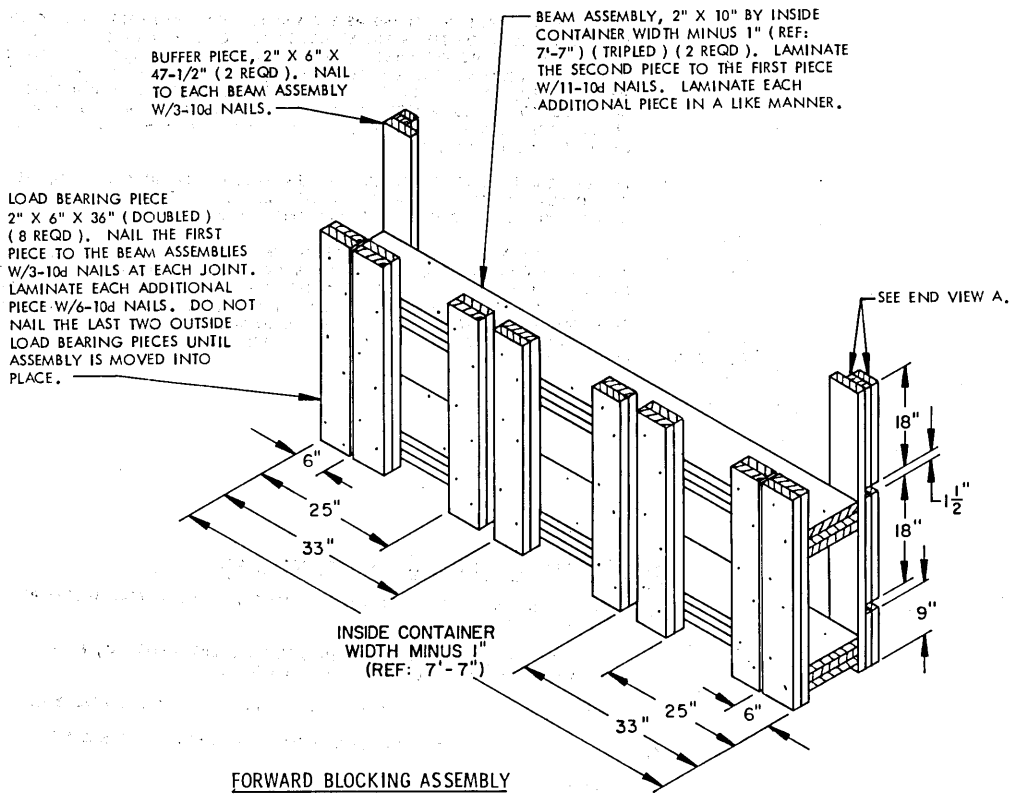 BEAM ASSEMBLY, 2" X 10" BY INSIDE
CONTAINER WIDTH MINUS 1" (REF:
7'-7") (TRIPLED) (2 REQD). LAMINATE
THE SECOND PIECE TO THE FIRST PIECE
W/11-10d NAILS. LAMINATE EACH
ADDITIONAL PIECE IN A LIKE MANNER.
BUFFER PIECE, 2" X 6" X
47-1/2" (2 REQD). NAIL
TO EACH BEAM ASSEMBLY
W/3-10d NAILS.
LOAD BEARING PIECE
2" X 6" X 36" (DOUBLED)
(8 REQD). NAIL THE FIRST
PIECE TO THE BEAM ASSEMBLIES
W/3-10d NAILS AT EACH JOINT.
LAMINATE EACH ADDITIONAL
PIECE W/6-10d NAILS. DO NOT
NAIL THE LAST TWO OUTSIDE
LOAD BEARING PIECES UNTIL
ASSEMBLY IS MOVED INTO
PLACE.
SEE END VIEW A.
18"
1 1/2"
18"
9"
6"
25"
33"
INSIDE CONTAINER
WIDTH MINUS 1"
(REF: 7'-7")
33"
25"
6"
FORWARD BLOCKING ASSEMBLY